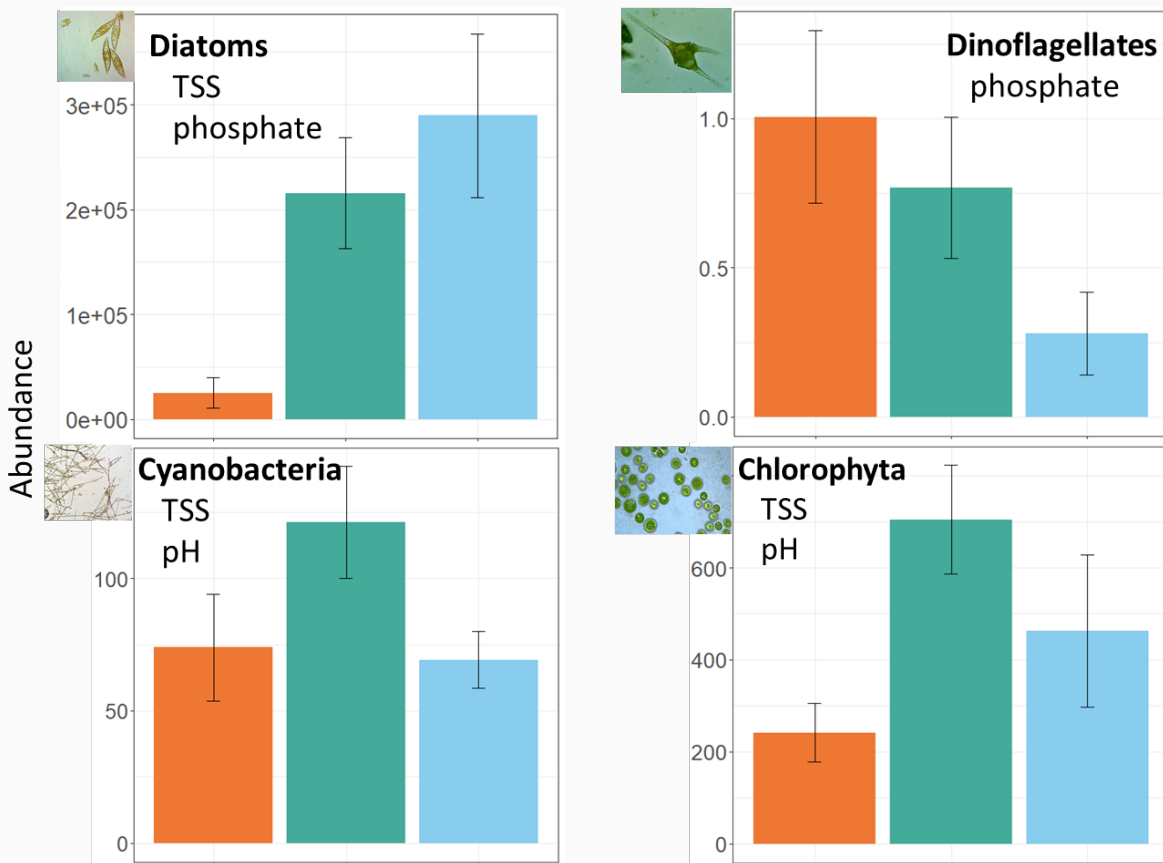 Abundance
Diatoms
TSS
phosphate
3e+05
2e+05
1e+05
0e+00
Dinoflagellates
phosphate
1.0
0.5
0.0
Cyanobacteria
TSS
pH
100
50
0
Chlorophyta
TSS
pH
600
400
200
0